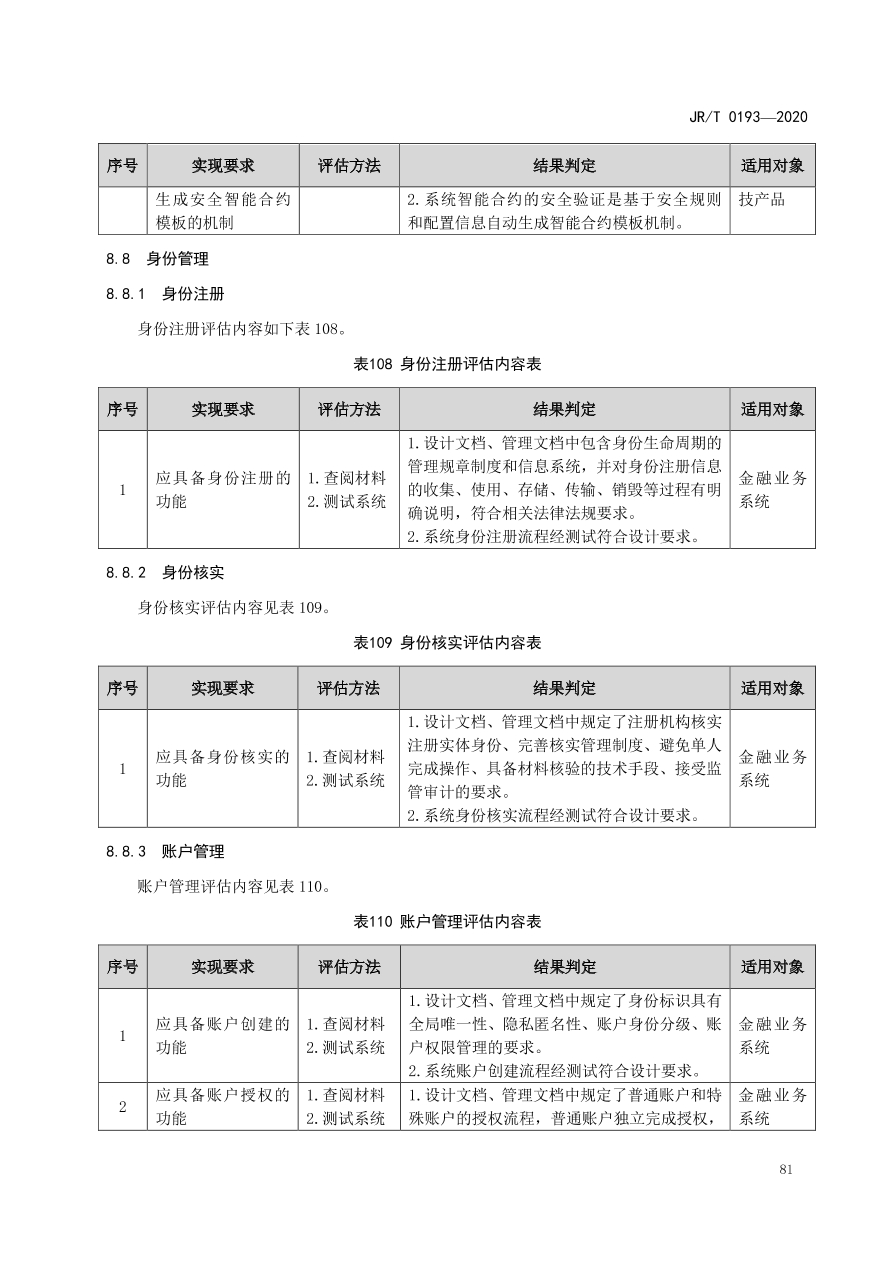 JR/T 0193—2020
序号 实现要求 评估方法 结果判定 适用对象
生成安全智能合约
模板的机制
2.系统智能合约的安全验证是基于安全规则
和配置信息自动生成智能合约模板机制。
技产品
8.8 身份管理
8.8.1 身份注册
身份注册评估内容如下表 108。
表108 身份注册评估内容表
序号 实现要求 评估方法 结果判定 适用对象
1
应具备身份注册的
功能
1.查阅材料
2.测试系统
1.设计文档、管理文档中包含身份生命周期的
管理规章制度和信息系统，并对身份注册信息
的收集、使用、存储、传输、销毁等过程有明
确说明，符合相关法律法规要求。
2.系统身份注册流程经测试符合设计要求。
金融业务
系统
8.8.2 身份核实
身份核实评估内容见表 109。
表109 身份核实评估内容表
序号 实现要求 评估方法 结果判定 适用对象
1
应具备身份核实的
功能
1.查阅材料
2.测试系统
1.设计文档、管理文档中规定了注册机构核实
注册实体身份、完善核实管理制度、避免单人
完成操作、具备材料核验的技术手段、接受监
管审计的要求。
2.系统身份核实流程经测试符合设计要求。
金融业务
系统
8.8.3 账户管理
账户管理评估内容见表 110。
表110 账户管理评估内容表
序号 实现要求 评估方法 结果判定 适用对象
1
应具备账户创建的
功能
1.查阅材料
2.测试系统
1.设计文档、管理文档中规定了身份标识具有
全局唯一性、隐私匿名性、账户身份分级、账
户权限管理的要求。
2.系统账户创建流程经测试符合设计要求。
金融业务
系统
2
应具备账户授权的
功能
1.查阅材料
2.测试系统
1.设计文档、管理文档中规定了普通账户和特
殊账户的授权流程，普通账户独立完成授权，
金融业务
系统
81